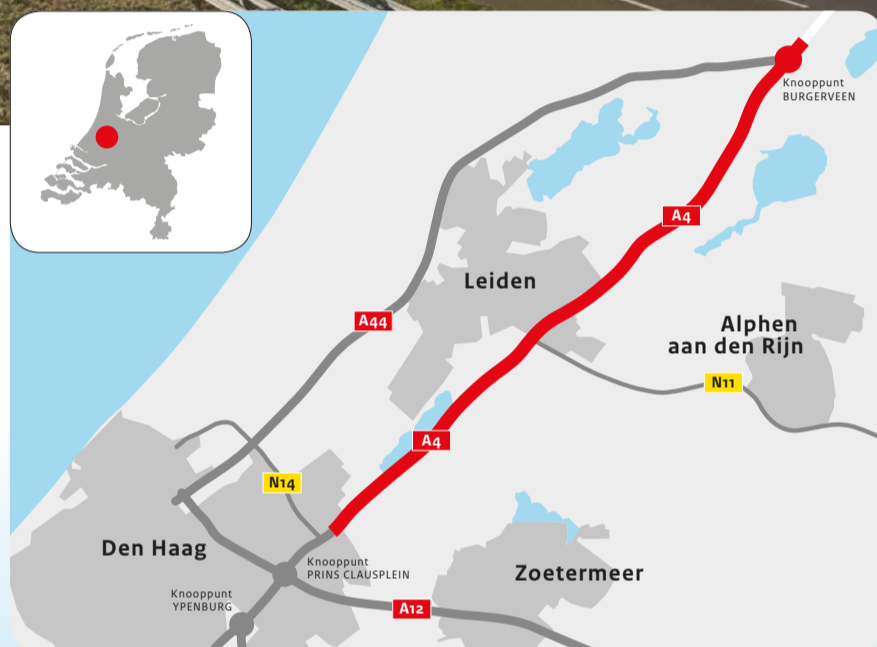 Knooppunt
BURGERVEEN
A4
Leiden
A44
Alphen
aan den Rijn
N11
A4
N14
Den Haag
Knooppunt
PRINS CLAUSPLEIN
Zoetermeer
Knooppunt
YPENBURG
A12